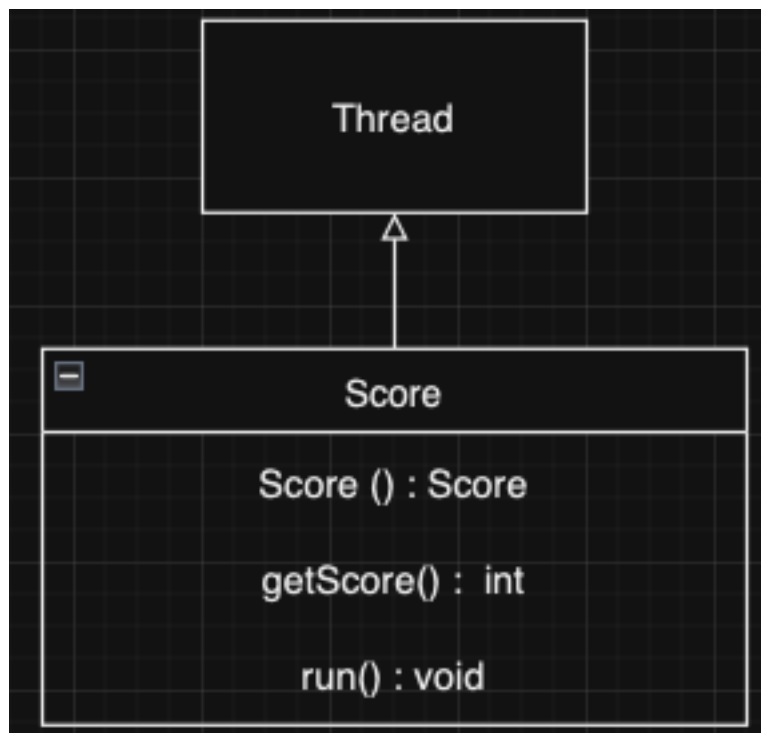 Thread
Score
Score () : Score
getScore() :  int
run() : void